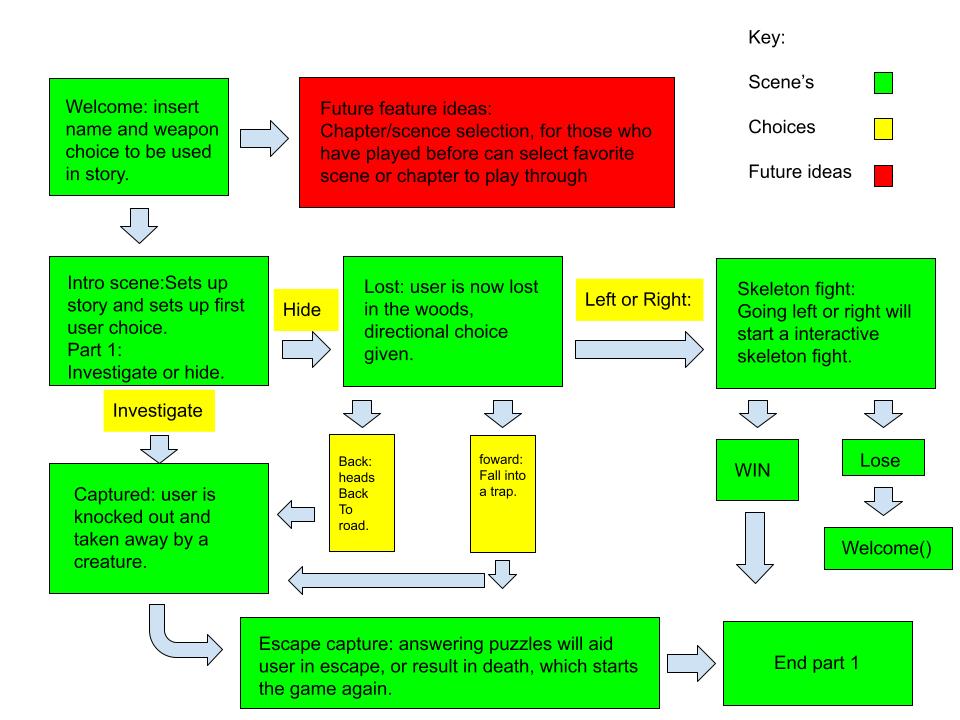 Key:
Scene's
Choices
Future ideas
Welcome: insert
name and weapon
choice to be used
in story.
Future feature ideas:
Chapter/scence selection, for those who
have played before can select favorite
scene or chapter to play through
Intro scene:Sets up
story and sets up first
user choice.
Part 1:
Investigate or hide.
Hide
Lost: user is now lost
in the woods,
directional choice
given.
Left or Right:
Skeleton fight:
Going left or right will
start a interactive
skeleton fight.
Investigate
Back:
heads
Back
To
road.
foward:
Fall into
a trap.
WIN
Lose
Welcome()
Captured: user is
knocked out and
taken away by a
creature.
Escape capture: answering puzzles will aid
user in escape, or result in death, which starts
the game again.
End part 1